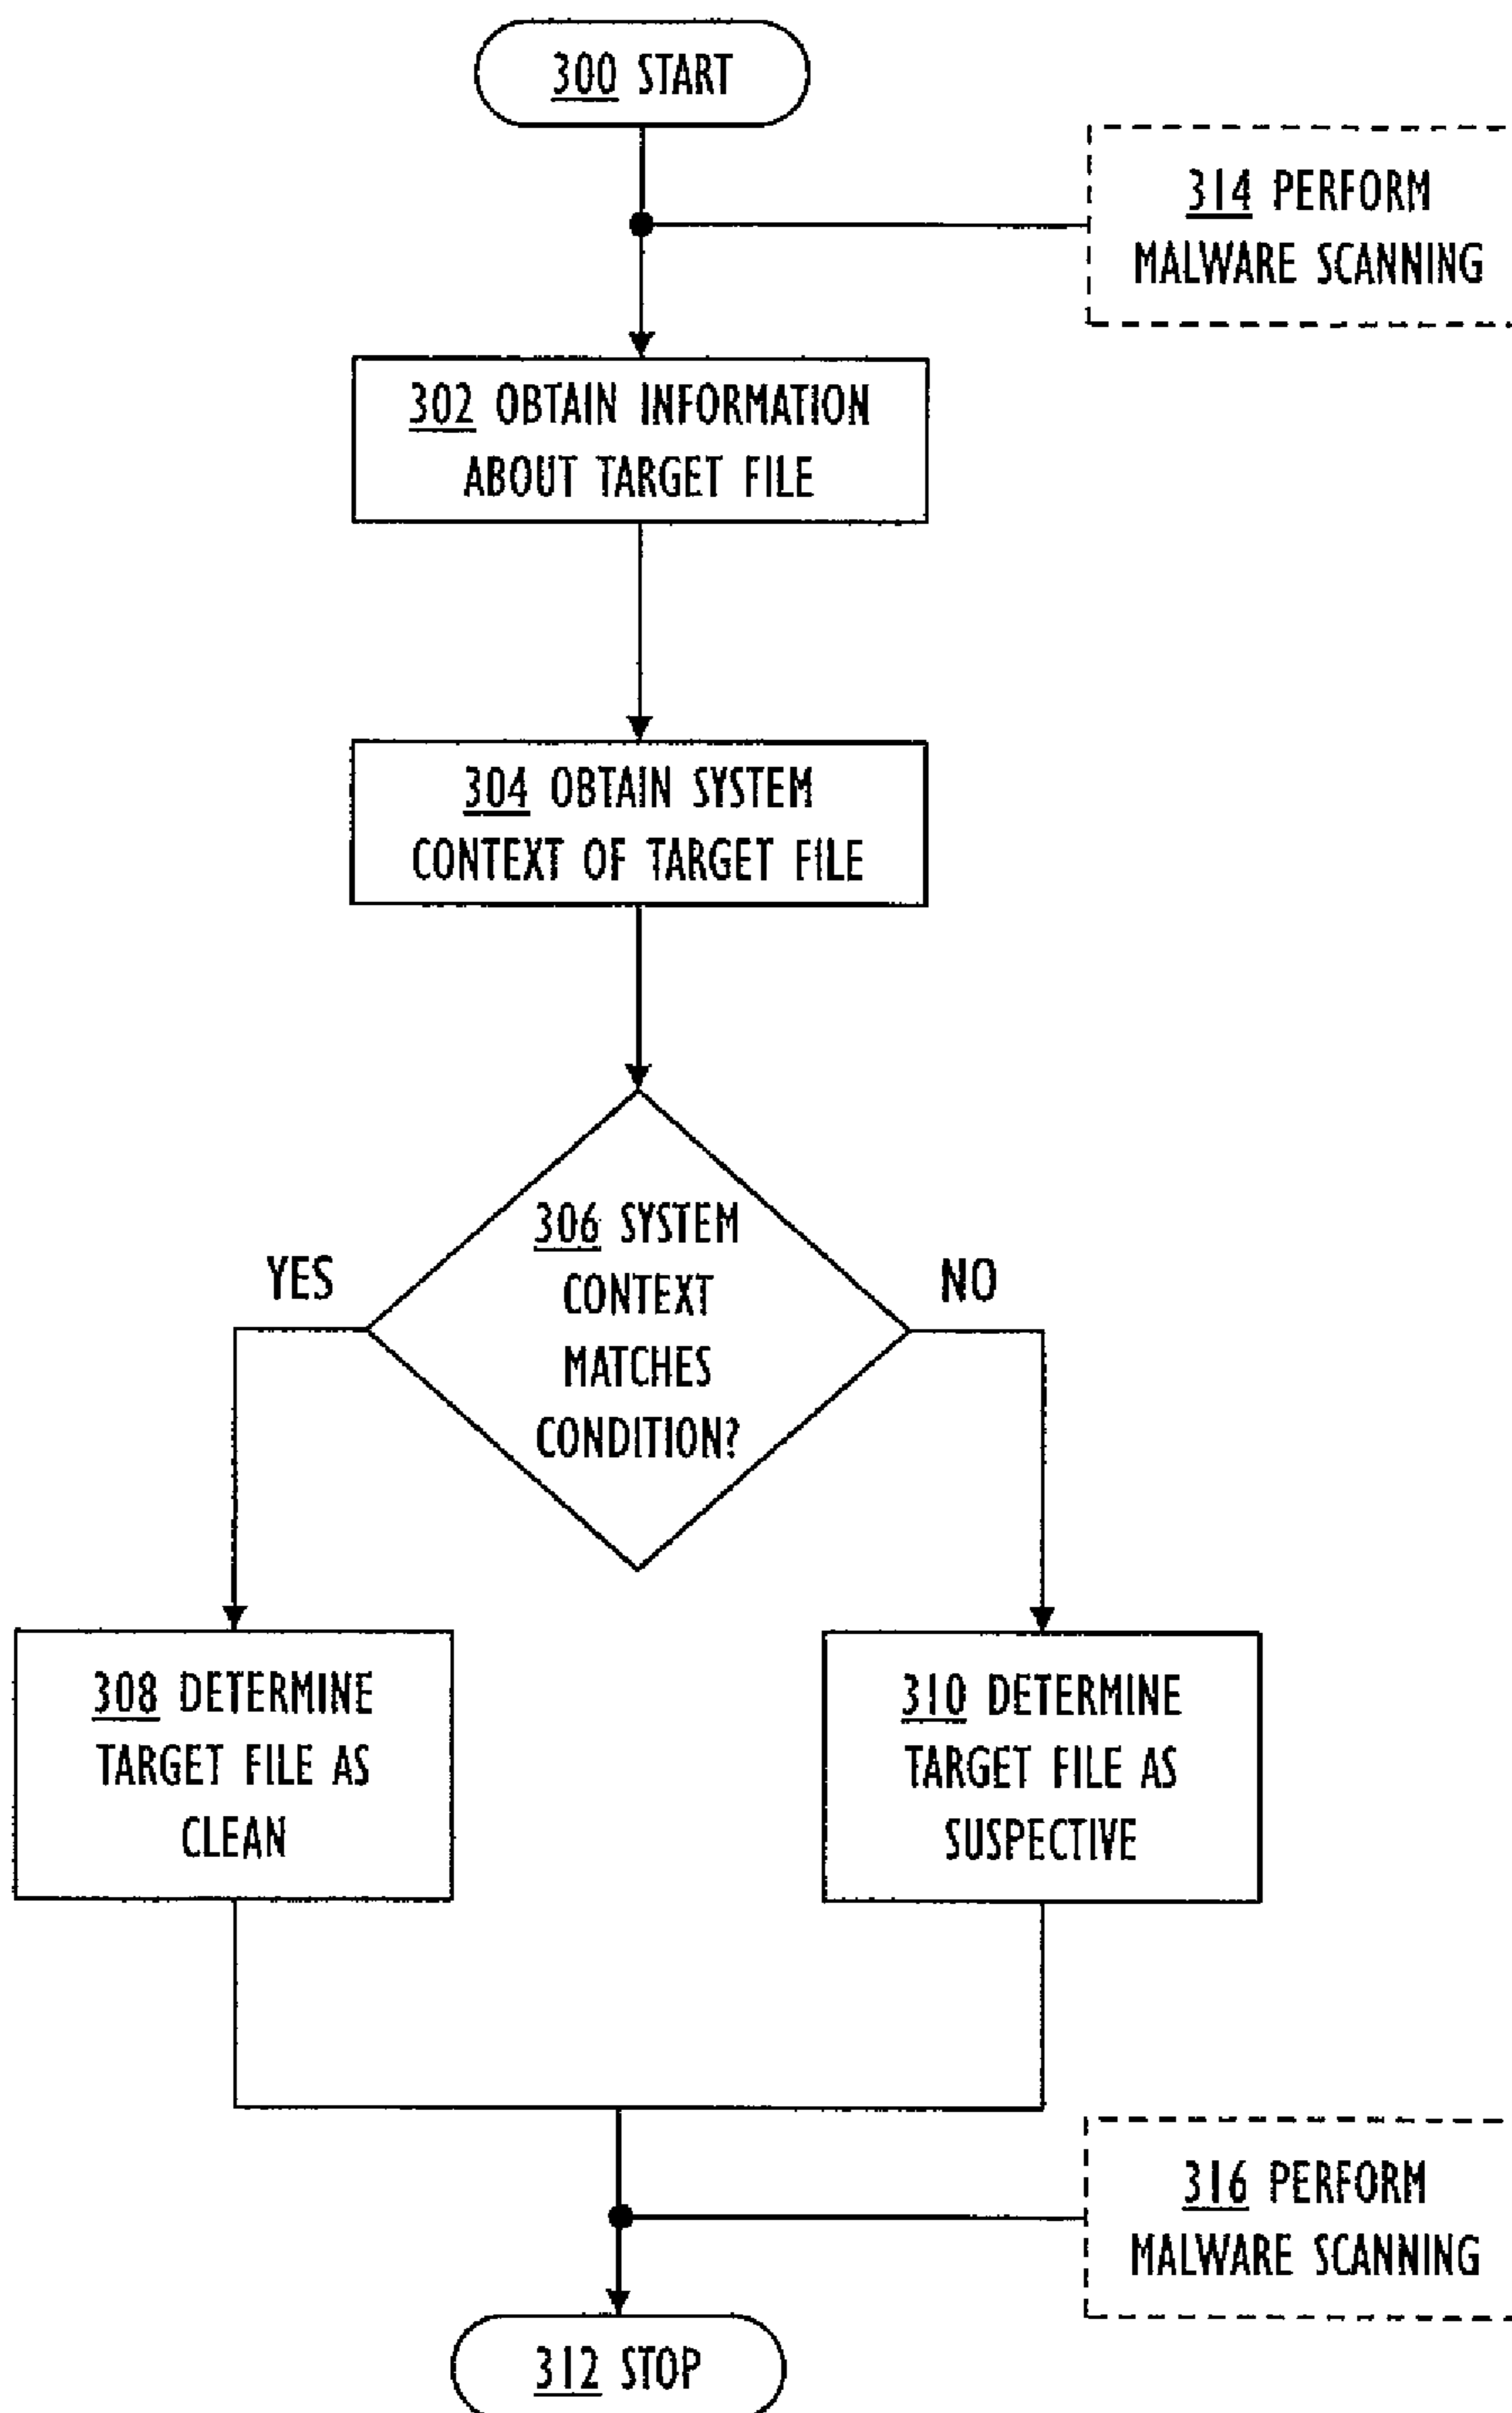 300 START
314 PERFORM
MALWARE SCANNING
302 OBTAIN INFORMATION
ABOUT TARGET FILE
304 OBTAIN SYSTEM
CONTEXT OF TARGET FILE
306 SYSTEM
CONTEXT
MATCHES
CONDITION?
YES
NO
308 DETERMINE
TARGET FILE AS
CLEAN
310 DETERMINE
TARGET FILE AS
SUSPECTIVE
316 PERFORM
MALWARE SCANNING
312 STOP